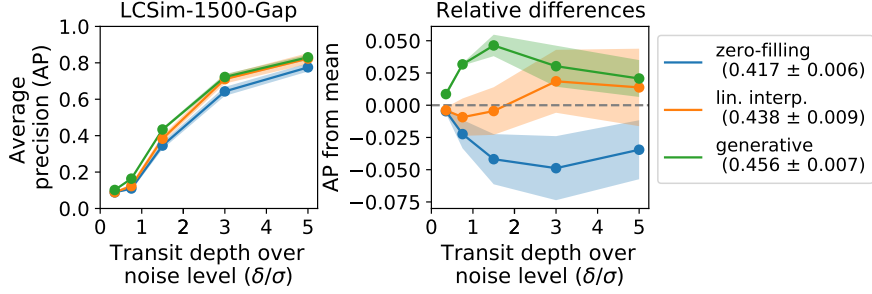 LCSim-1500-Gap
Average
precision (AP)
1.0
0.8
0.6
0.4
0.2
0.0
0 1 2 3 4 5
Transit depth over
noise level (δ/σ)
Relative differences
AP from mean
0.050
0.025
0.000
−0.025
−0.050
−0.075
0 1 2 3 4 5
Transit depth over
noise level (δ/σ)
zero-filling
(0.417 ± 0.006)
lin. interp.
(0.438 ± 0.009)
generative
(0.456 ± 0.007)